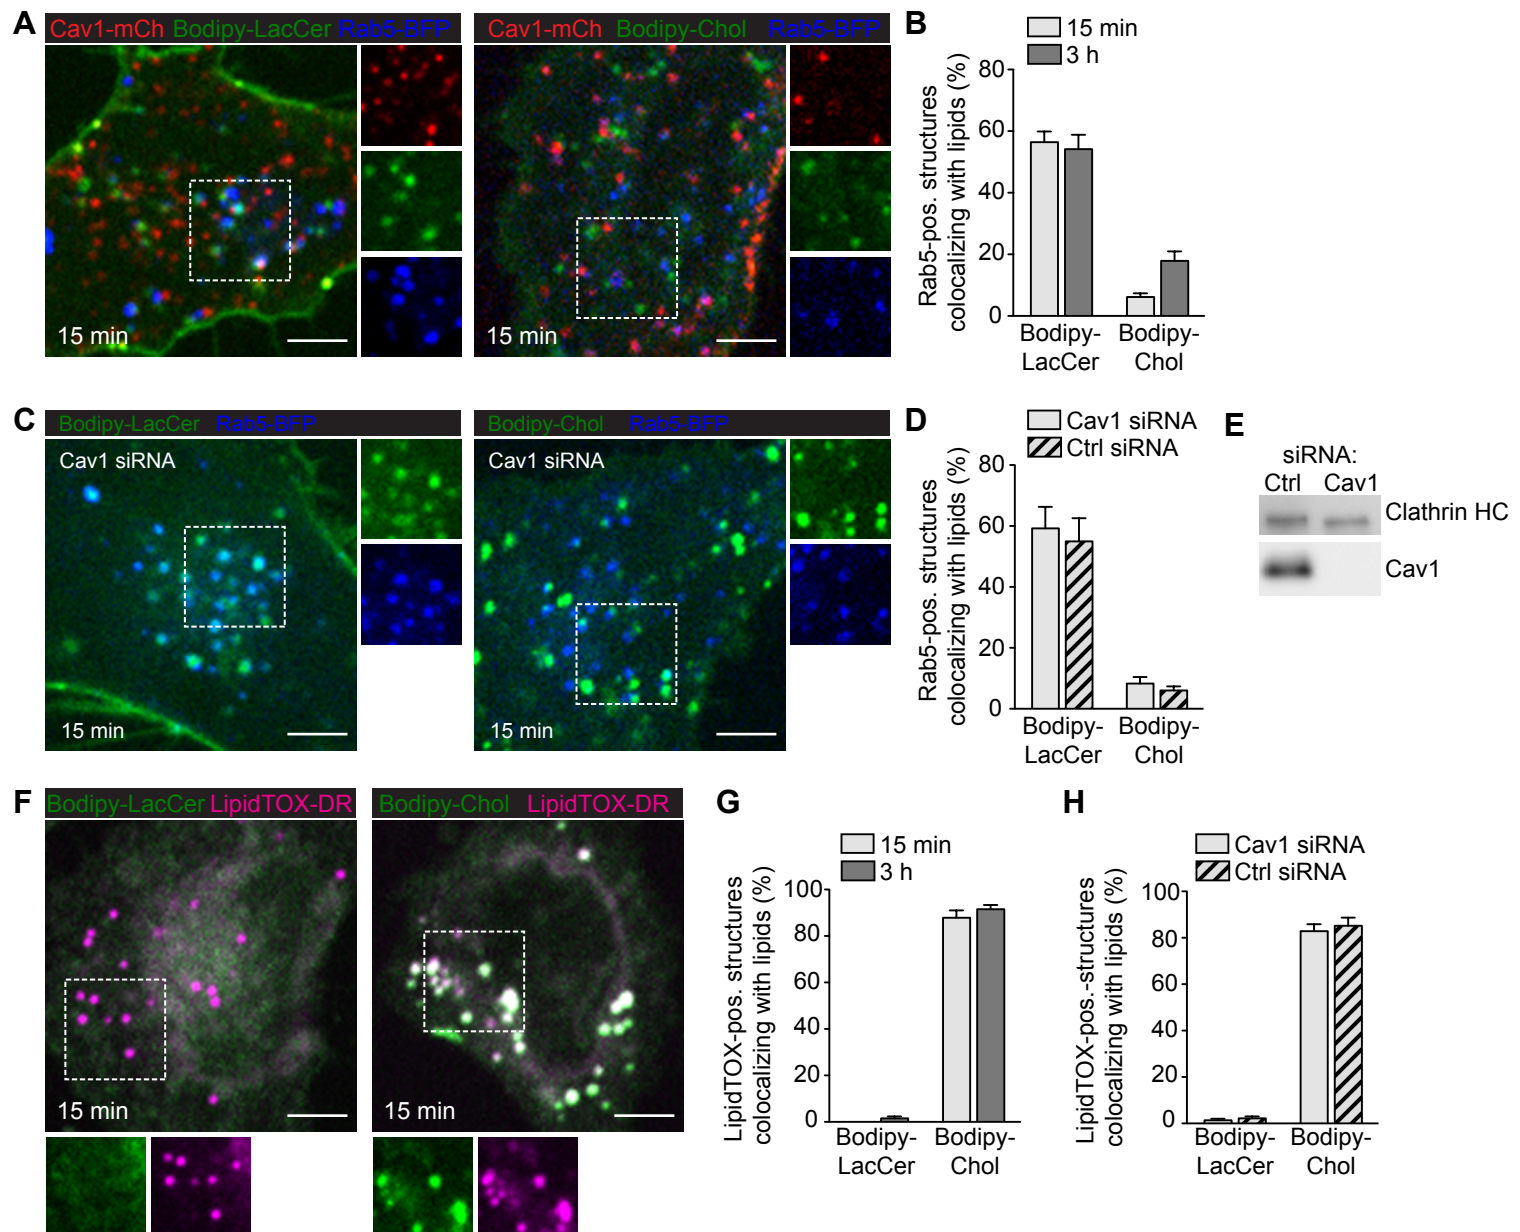 A
Cav1-mCh Bodipy-LacCer Rab5-BFP
15 min
Cav1-mCh Bodipy-Chol Rab5-BFP
15 min
B
15 min
3 h
Rab5-pos. structures
colocalizing with lipids (%)
80
60
40
20
0
Bodipy-
LacCer
Bodipy-
Chol
C
Bodipy-LacCer Rab5-BFP
Cav1 siRNA
15 min
Bodipy-Chol Rab5-BFP
Cav1 siRNA
15 min
D
Cav1 siRNA
Ctrl siRNA
Rab5-pos. structures
colocalizing with lipids (%)
80
60
40
20
0
Bodipy-
LacCer
Bodipy-
Chol
E
siRNA:
Ctrl Cav1
Clathrin HC
Cav1
F
Bodipy-LacCer LipidTOX-DR
15 min
Bodipy-Chol LipidTOX-DR
15 min
G
15 min
3 h
LipidTOX-pos. structures
colocalizing with lipids (%)
100
80
60
40
20
0
Bodipy-
LacCer
Bodipy-
Chol
H
Cav1 siRNA
Ctrl siRNA
LipidTOX-pos.-structures
colocalizing with lipids (%)
100
80
60
40
20
0
Bodipy-
LacCer
Bodipy-
Chol